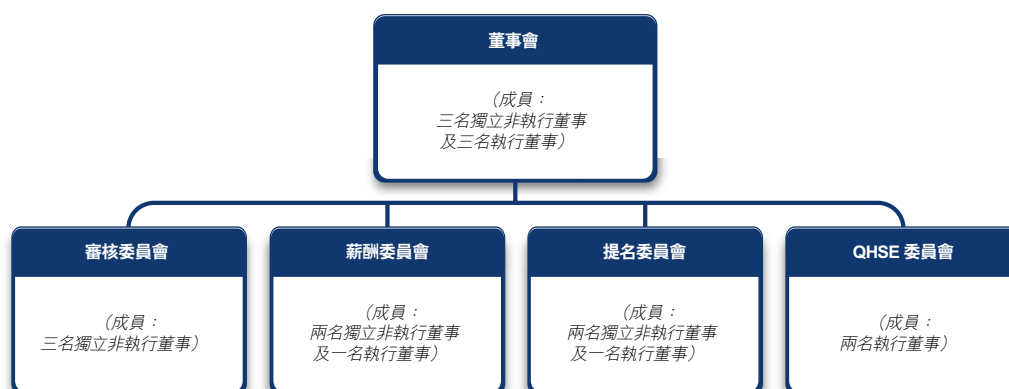 董事會
（成員：
三名獨立非執行董事
及三名執行董事）
審核委員會
（成員：
三名獨立非執行董事）
薪酬委員會
（成員：
兩名獨立非執行董事
及一名執行董事）
提名委員會
（成員：
兩名獨立非執行董事
及一名執行董事）
QHSE 委員會
（成員：
兩名執行董事）